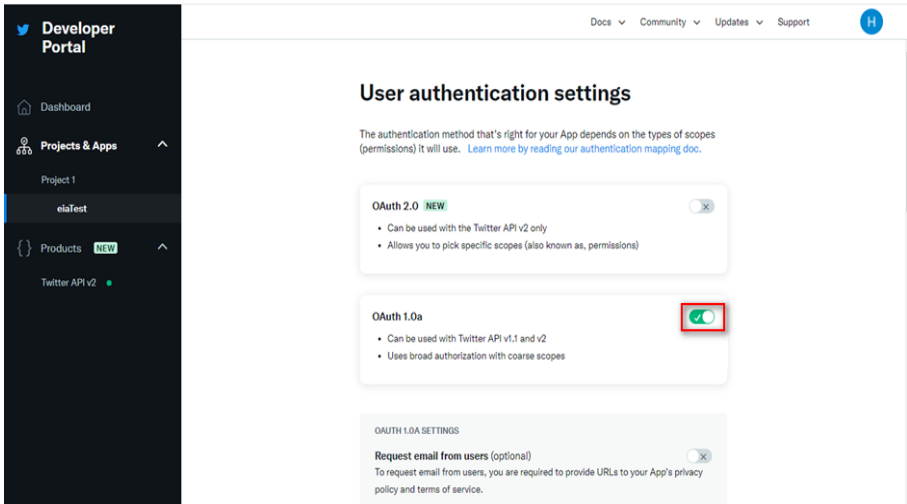 Developer
Portal
Docs
Community
Updates
Support
H
Dashboard
Projects & Apps
Project 1
eiaTest
Products NEW
Twitter API v2
User authentication settings
The authentication method that's right for your App depends on the types of scopes
(permissions) it will use. Learn more by reading our authentication mapping doc.
OAuth 2.0 NEW
• Can be used with the Twitter API v2 only
• Allows you to pick specific scopes (also known as, permissions)
OAuth 1.0a
• Can be used with Twitter API v1.1 and v2
• Uses broad authorization with coarse scopes
OAUTH 1.0A SETTINGS
Request email from users (optional)
To request email from users, you are required to provide URLs to your App's privacy
policy and terms of service.